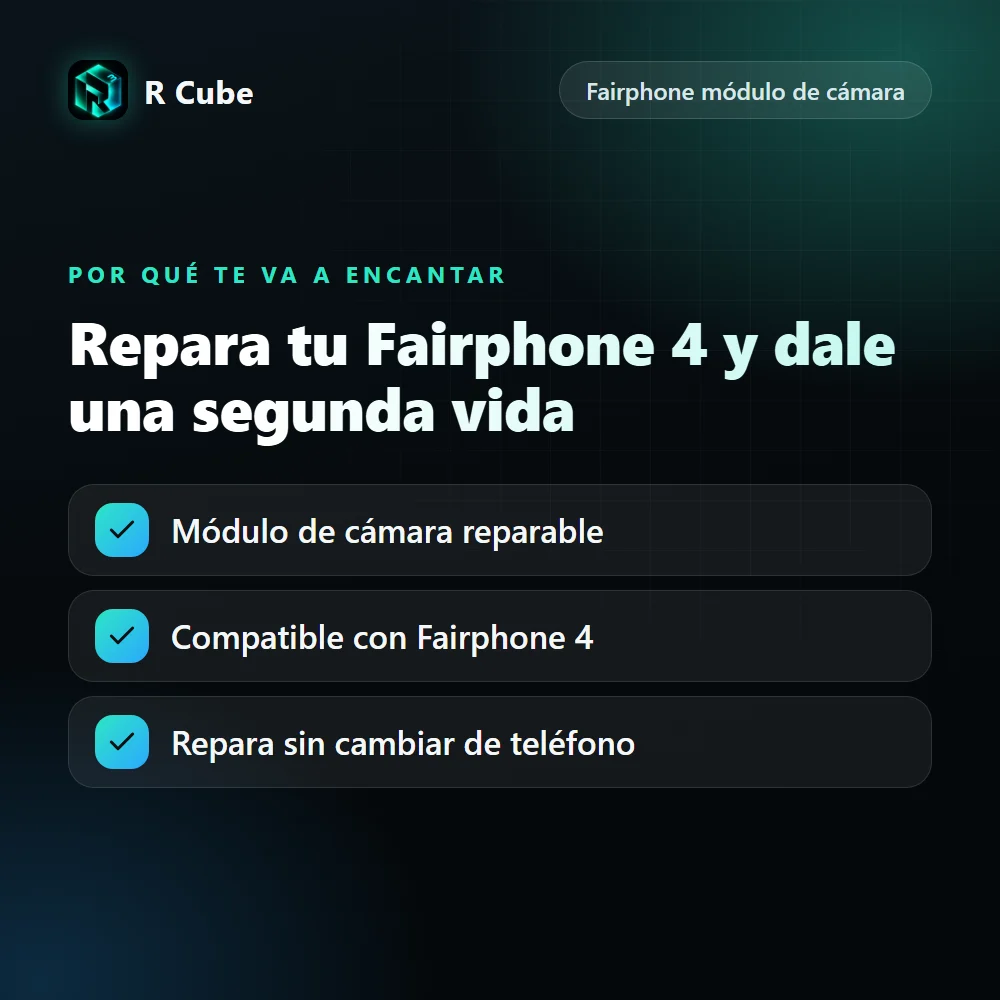 R Cube
Fairphone módulo de cámara
POR QUÉ TE VA A ENCANTAR
Repara tu Fairphone 4 y dale
una segunda vida
Módulo de cámara reparable
Compatible con Fairphone 4
Repara sin cambiar de teléfono